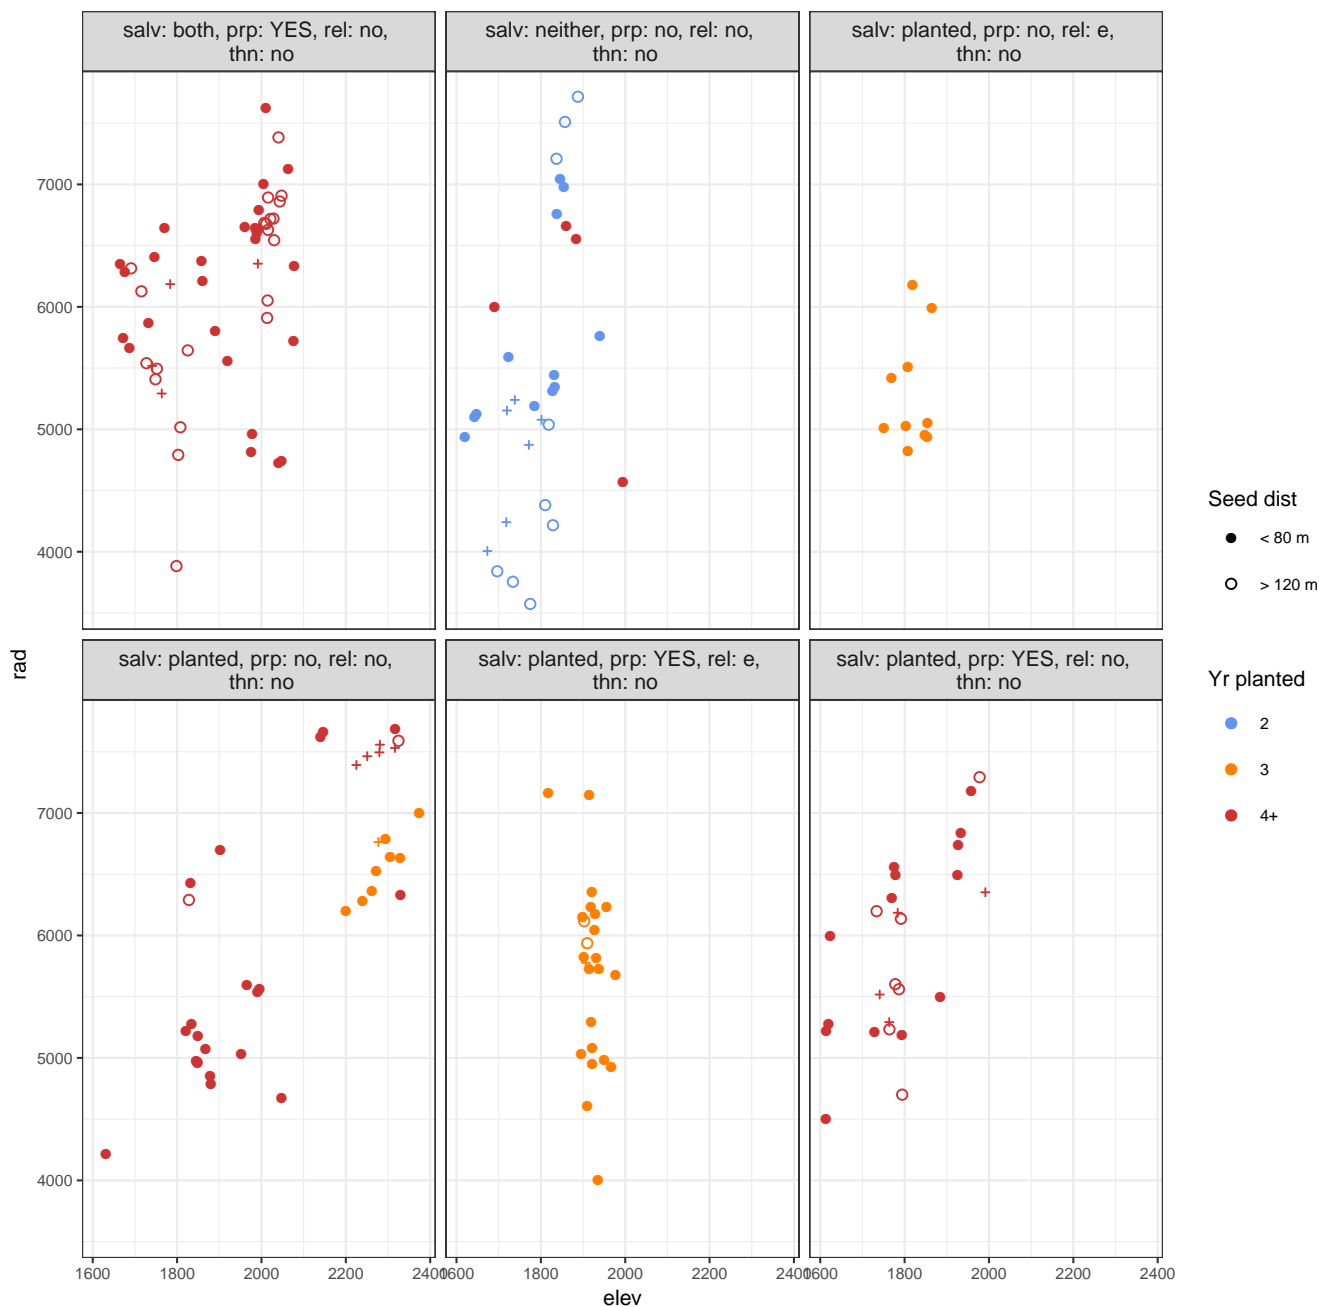 salv: both, prp: YES, rel: no,
thn: no
salv: neither, prp: no, rel: no,
thn: no
salv: planted, prp: no, rel: e,
thn: no
7000
6000
5000
4000
salv: planted, prp: no, rel: no,
thn: no
salv: planted, prp: YES, rel: e,
thn: no
salv: planted, prp: YES, rel: no,
thn: no
7000
6000
5000
4000
rad
1600 1800 2000 2200 2400
1600 1800 2000 2200 2400
1600 1800 2000 2200 2400
elev
Seed dist
< 80 m
> 120 m
Yr planted
2
3
4+